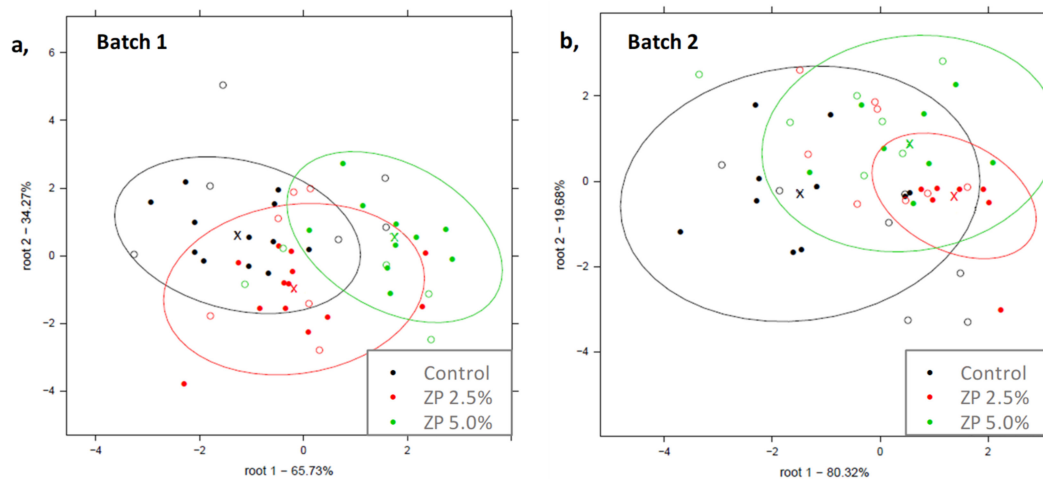 a,
Batch 1
6
4
2
0
−2
−4
root 2 − 34.27%
−4
−2
0
2
root 1 − 65.73%
Control
ZP 2.5%
ZP 5.0%
b,
Batch 2
2
0
−2
−4
root 2 − 19.68%
−4
−2
0
2
root 1 − 80.32%
Control
ZP 2.5%
ZP 5.0%